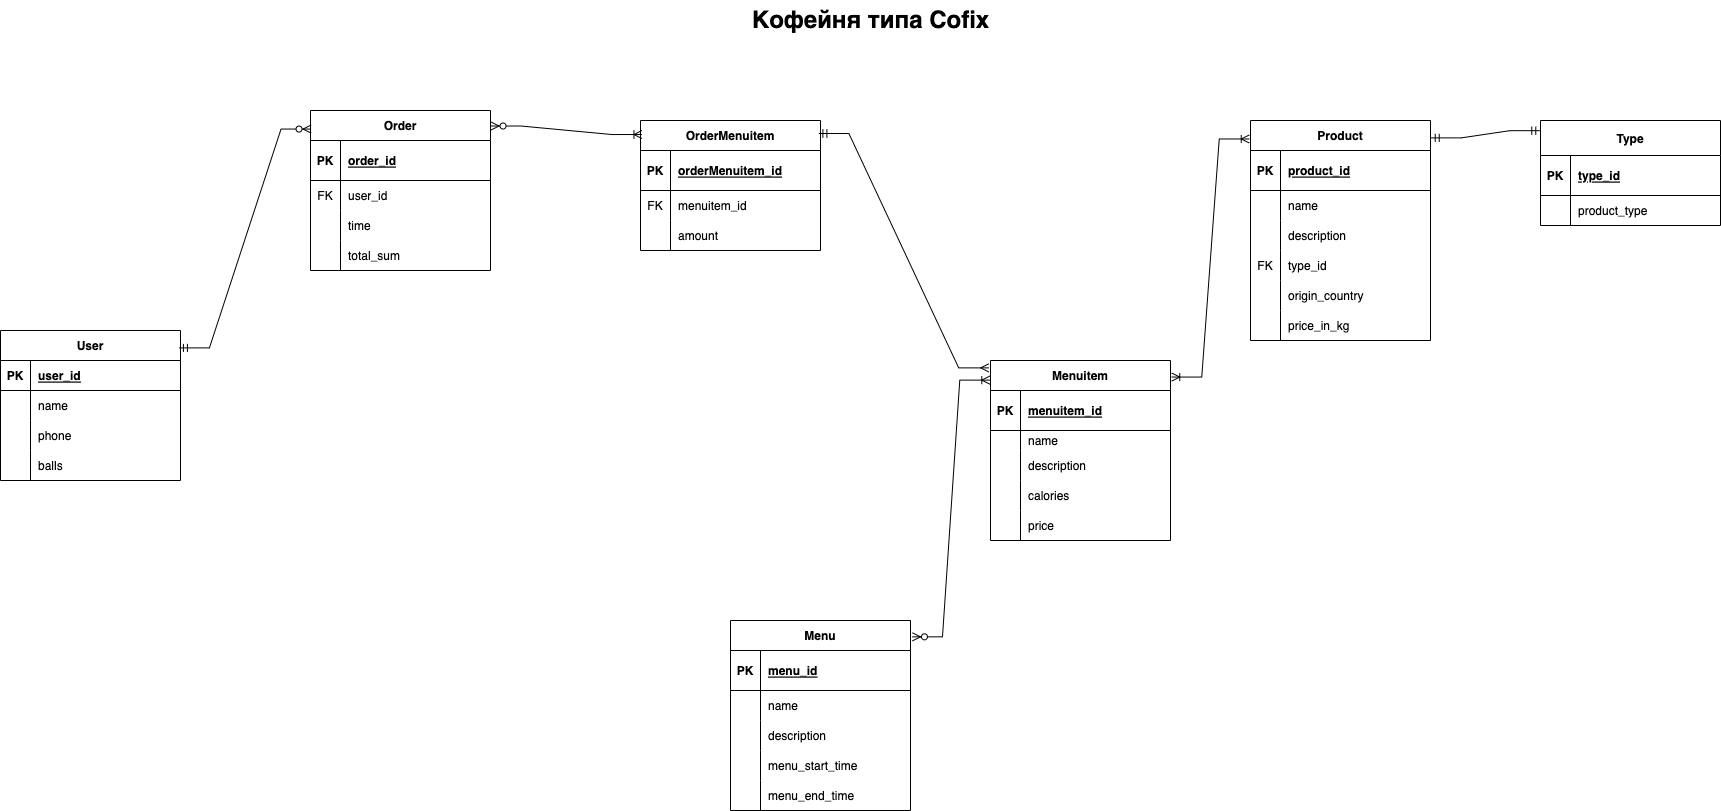 Кофейня типа Cofix
Order
PK order_id
FK user_id
time
total_sum
OrderMenuitem
PK orderMenuitem_id
FK menuitem_id
amount
Product
PK product_id
name
description
FK type_id
origin_country
price_in_kg
Type
PK type_id
product_type
User
PK user_id
name
phone
balls
Menuitem
PK menuitem_id
name
description
calories
price
Menu
PK menu_id
name
description
menu_start_time
menu_end_time